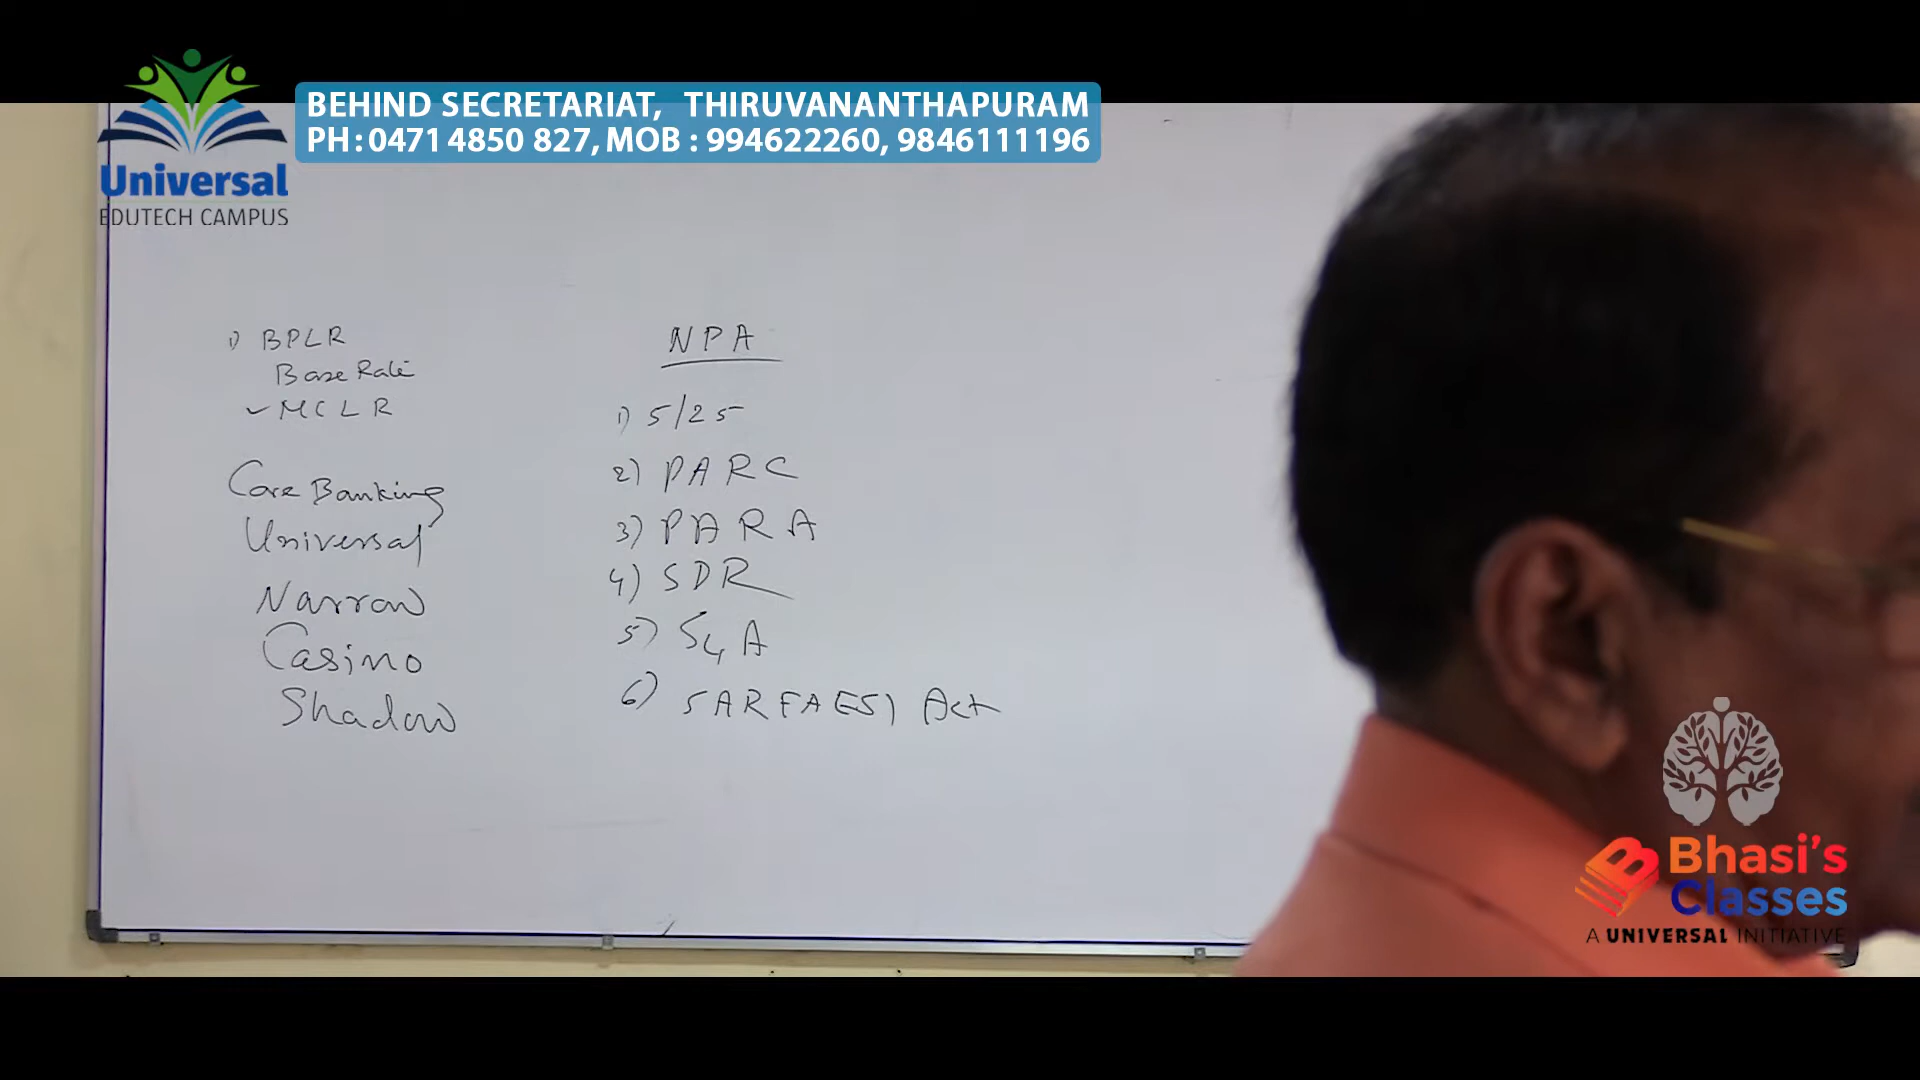 BEHIND SECRETARIAT, THIRUVANANTHAPURAM
PH : 0471 4850 827, MOB : 994622260, 9846111196
Universal
EDUTECH CAMPUS
1) BPLR
Base Rate
✓ MCLR
Core Banking
Universal
Narrow
Casino
Shadow
NPA
1) 5/25
2) PARC
3) PARA
4) SDR
5) S4A
6) SARFAESI Act
Bhasi's
Classes
A UNIVERSAL INITIATIVE